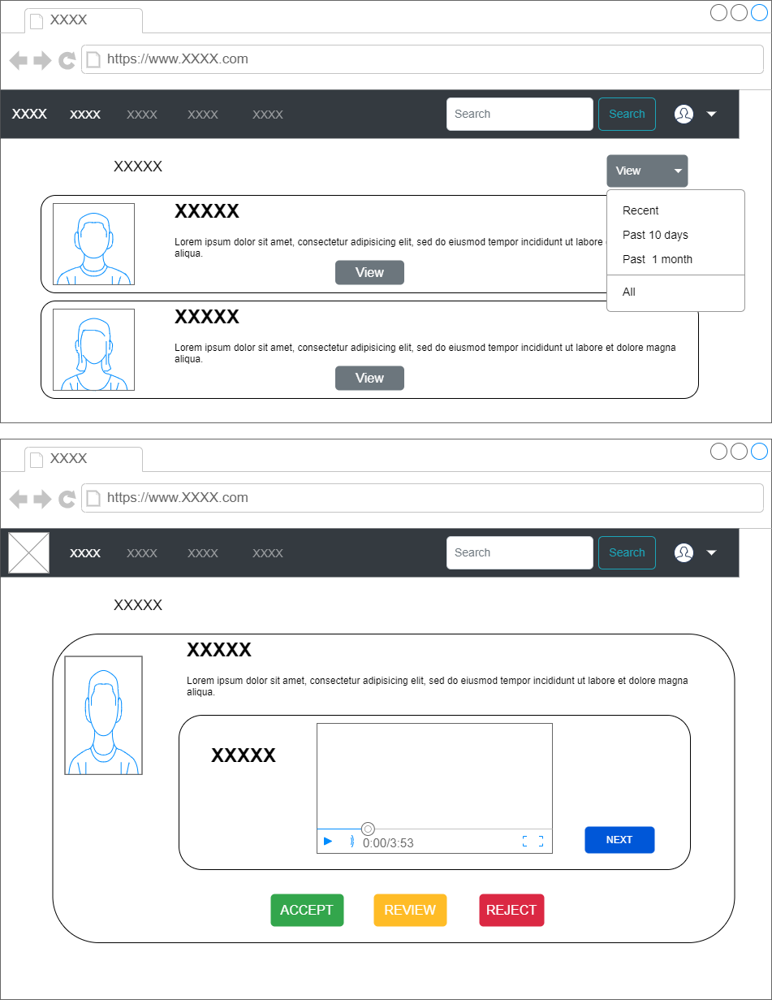 XXXX
https://www.XXXX.com
XXXX XXXX XXXX XXXX XXXX Search Search
XXXXX View
Recent
Past 10 days
Past  1 month
All
XXXXX
Lorem ipsum dolor sit amet, consectetur adipisicing elit, sed do eiusmod tempor incididunt ut labore
aliqua.
View
XXXXX
Lorem ipsum dolor sit amet, consectetur adipisicing elit, sed do eiusmod tempor incididunt ut labore et dolore magna
aliqua.
View
XXXX
https://www.XXXX.com
XXXX XXXX XXXX XXXX Search Search
XXXXX
XXXXX
Lorem ipsum dolor sit amet, consectetur adipisicing elit, sed do eiusmod tempor incididunt ut labore et dolore magna
aliqua.
XXXXX
0:00/3:53
NEXT
ACCEPT REVIEW REJECT